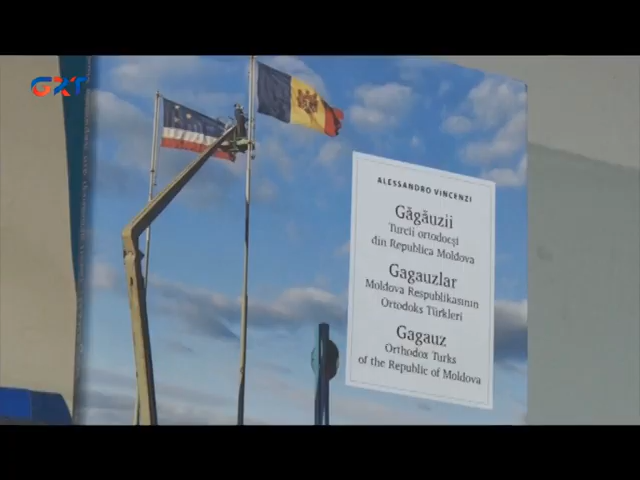 GRT
ALESSANDRO VINCENZI
Găgăuzii
Turcii ortodocși
din Republica Moldova
Gagauzlar
Moldova Respublikasının
Ortodoks Türkleri
Gagauz
Orthodox Turks
of the Republic of Moldova